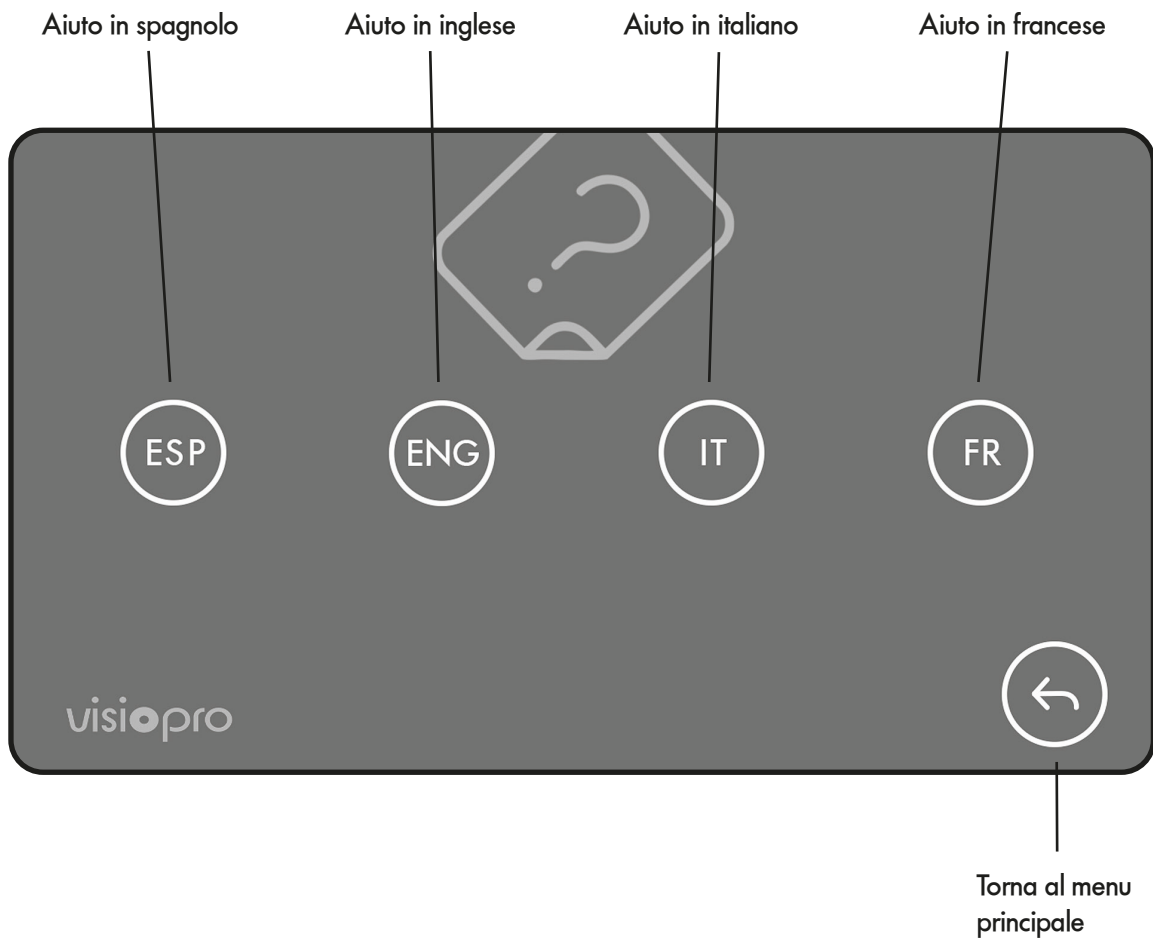 Aiuto in spagnolo
Aiuto in inglese
Aiuto in italiano
Aiuto in francese
?
ESP
ENG
IT
FR
visiopro
Torna al menu
principale